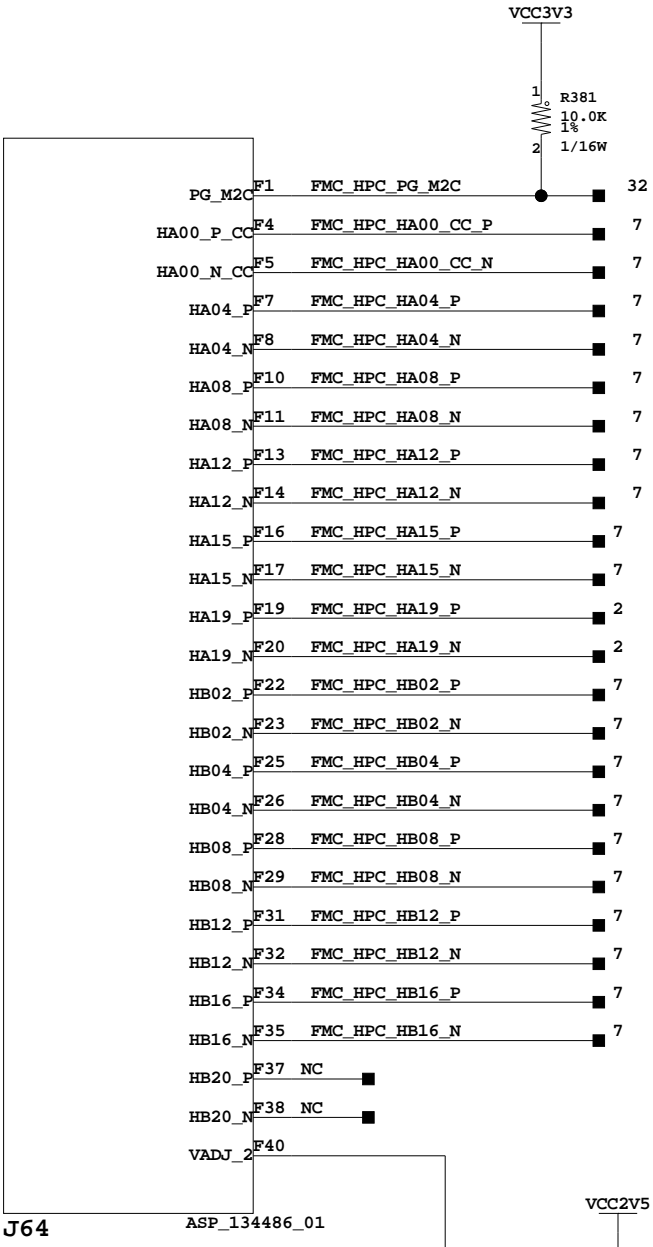 VCC3V3
1 R381
10.0K
1%
2 1/16W
PG_M2C F1 FMC_HPC_PG_M2C 32
HA00_P_CC F4 FMC_HPC_HA00_CC_P 7
HA00_N_CC F5 FMC_HPC_HA00_CC_N 7
HA04_P F7 FMC_HPC_HA04_P 7
HA04_N F8 FMC_HPC_HA04_N 7
HA08_P F10 FMC_HPC_HA08_P 7
HA08_N F11 FMC_HPC_HA08_N 7
HA12_P F13 FMC_HPC_HA12_P 7
HA12_N F14 FMC_HPC_HA12_N 7
HA15_P F16 FMC_HPC_HA15_P 7
HA15_N F17 FMC_HPC_HA15_N 7
HA19_P F19 FMC_HPC_HA19_P 2
HA19_N F20 FMC_HPC_HA19_N 2
HB02_P F22 FMC_HPC_HB02_P 7
HB02_N F23 FMC_HPC_HB02_N 7
HB04_P F25 FMC_HPC_HB04_P 7
HB04_N F26 FMC_HPC_HB04_N 7
HB08_P F28 FMC_HPC_HB08_P 7
HB08_N F29 FMC_HPC_HB08_N 7
HB12_P F31 FMC_HPC_HB12_P 7
HB12_N F32 FMC_HPC_HB12_N 7
HB16_P F34 FMC_HPC_HB16_P 7
HB16_N F35 FMC_HPC_HB16_N 7
HB20_P F37 NC
HB20_N F38 NC
VADJ_2 F40
VCC2V5
J64 ASP_134486_01